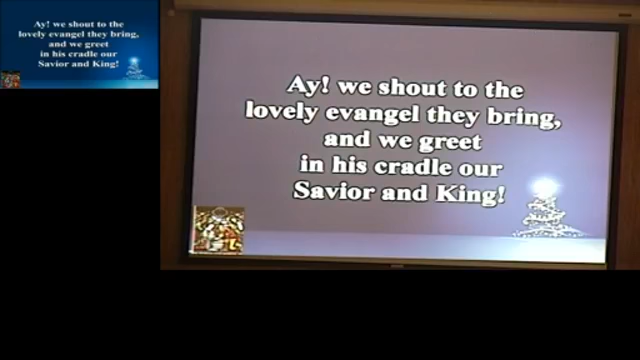 Ay! we shout to the
lovely evangel they bring,
and we greet
in his cradle our
Savior and King!
Ay! we shout to the
lovely evangel they bring,
and we greet
in his cradle our
Savior and King!